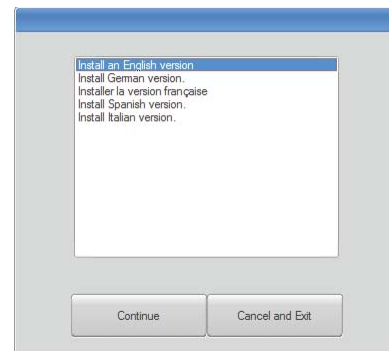 Install an English version
Install German version.
Installer la version française
Install Spanish version.
Install Italian version.
Continue
Cancel and Exit